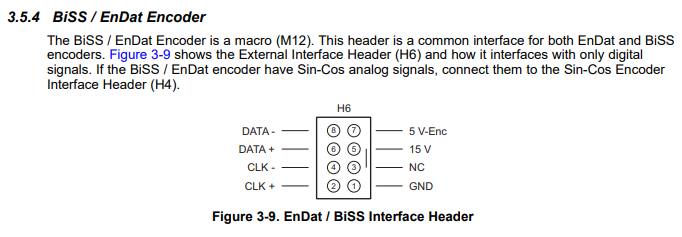 3.5.4 BiSS / EnDat Encoder
The BiSS / EnDat Encoder is a macro (M12). This header is a common interface for both EnDat and BiSS
encoders. Figure 3-9 shows the External Interface Header (H6) and how it interfaces with only digital
signals. If the BiSS / EnDat encoder have Sin-Cos analog signals, connect them to the Sin-Cos Encoder
Interface Header (H4).
H6
DATA - 8 7 5 V-Enc
DATA + 6 5 15 V
CLK - 4 3 NC
CLK + 2 1 GND
Figure 3-9. EnDat / BiSS Interface Header